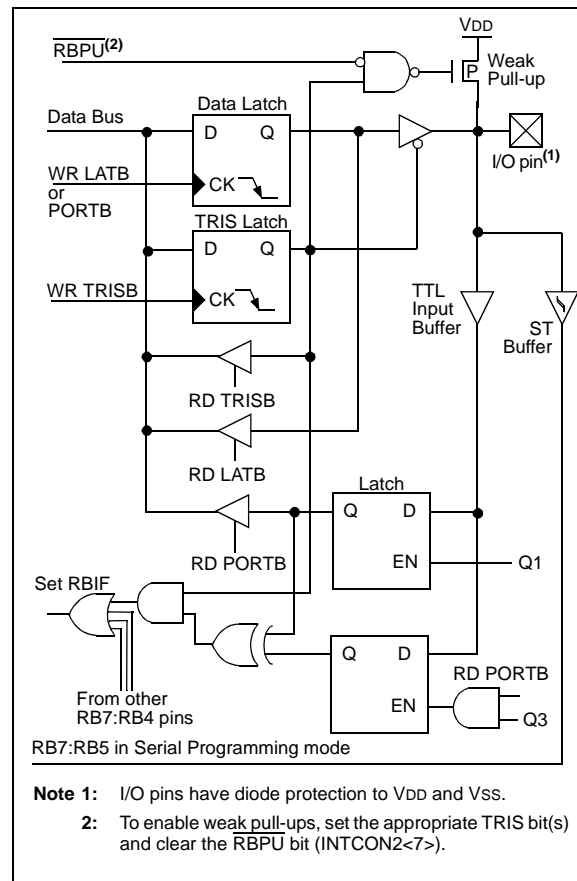 VDD
RBPU(2)
P
Weak
Pull-up
Data Latch
Data Bus
D
Q
I/O pin(1)
WR LATB
or
PORTB
CK
TRIS Latch
D
Q
WR TRISB
CK
TTL
Input
Buffer
ST
Buffer
RD TRISB
RD LATB
Latch
Q
D
RD PORTB
EN
Q1
Set RBIF
Q
D
RD PORTB
EN
Q3
From other
RB7:RB4 pins
RB7:RB5 in Serial Programming mode
Note 1: I/O pins have diode protection to VDD and VSS.
2: To enable weak pull-ups, set the appropriate TRIS bit(s)
and clear the RBPU bit (INTCON2<7>).